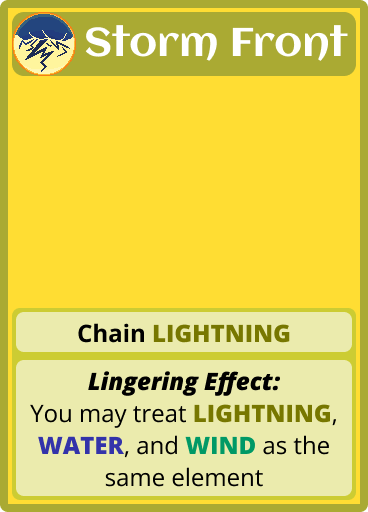 Storm Front
Chain LIGHTNING
Lingering Effect:
You may treat LIGHTNING,
WATER, and WIND as the
same element